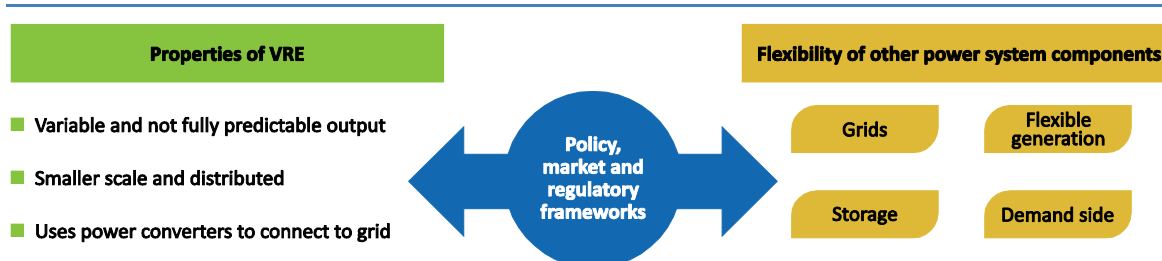 Properties of VRE
Variable and not fully predictable output
Smaller scale and distributed
Uses power converters to connect to grid
Policy,
market and
regulatory
frameworks
Flexibility of other power system components
Grids
Flexible
generation
Storage
Demand side